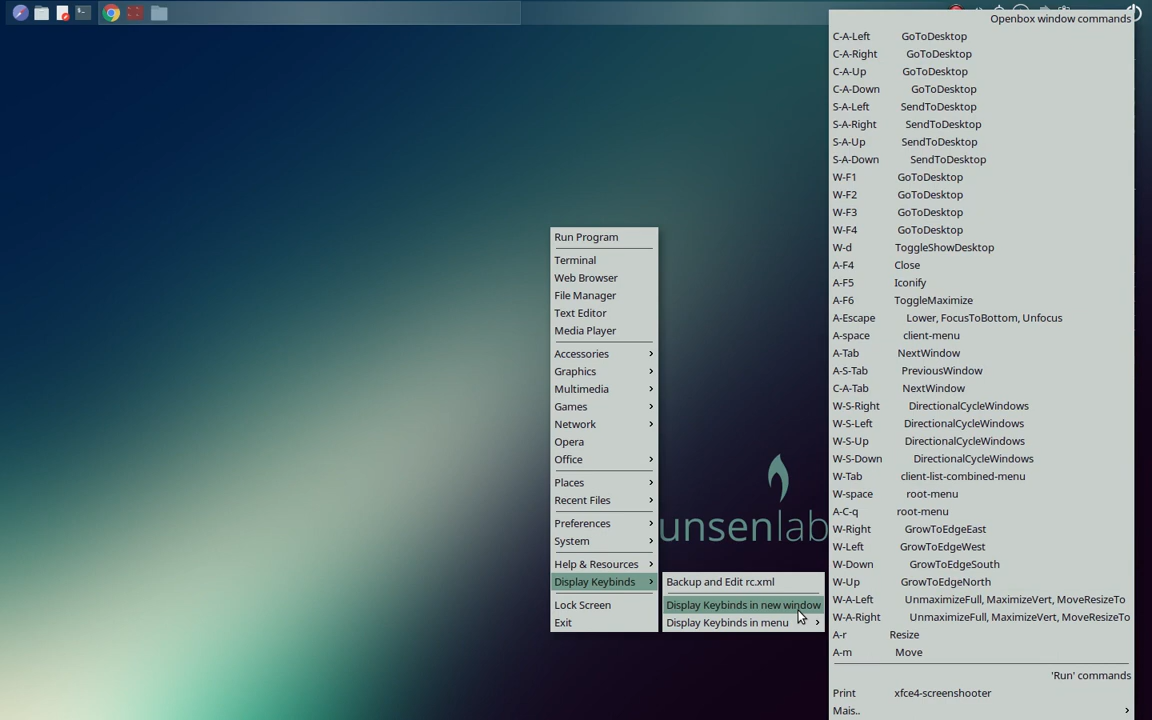 Openbox window commands
C-A-Left GoToDesktop
C-A-Right GoToDesktop
C-A-Up GoToDesktop
C-A-Down GoToDesktop
S-A-Left SendToDesktop
S-A-Right SendToDesktop
S-A-Up SendToDesktop
S-A-Down SendToDesktop
W-F1 GoToDesktop
W-F2 GoToDesktop
W-F3 GoToDesktop
W-F4 GoToDesktop
W-d ToggleShowDesktop
A-F4 Close
A-F5 Iconify
A-F6 ToggleMaximize
A-Escape Lower, FocusToBottom, Unfocus
A-space client-menu
A-Tab NextWindow
A-S-Tab PreviousWindow
C-A-Tab NextWindow
W-S-Right DirectionalCycleWindows
W-S-Left DirectionalCycleWindows
W-S-Up DirectionalCycleWindows
W-S-Down DirectionalCycleWindows
W-Tab client-list-combined-menu
W-space root-menu
A-C-q root-menu
W-Right GrowToEdgeEast
W-Left GrowToEdgeWest
W-Down GrowToEdgeSouth
W-Up GrowToEdgeNorth
W-A-Left UnmaximizeFull, MaximizeVert, MoveResizeTo
W-A-Right UnmaximizeFull, MaximizeVert, MoveResizeTo
A-r Resize
A-m Move
'Run' commands
Print xfce4-screenshooter
Mais..
Run Program
Terminal
Web Browser
File Manager
Text Editor
Media Player
Accessories
Graphics
Multimedia
Games
Network
Opera
Office
Places
Recent Files
Preferences
System
Help & Resources
Display Keybinds
Lock Screen
Exit
Backup and Edit rc.xml
Display Keybinds in new window
Display Keybinds in menu
unsenlab